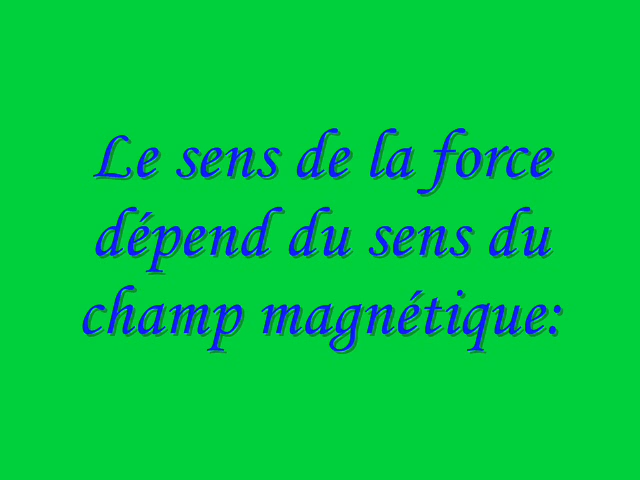 Le sens de la force
dépend du sens du
champ magnétique: